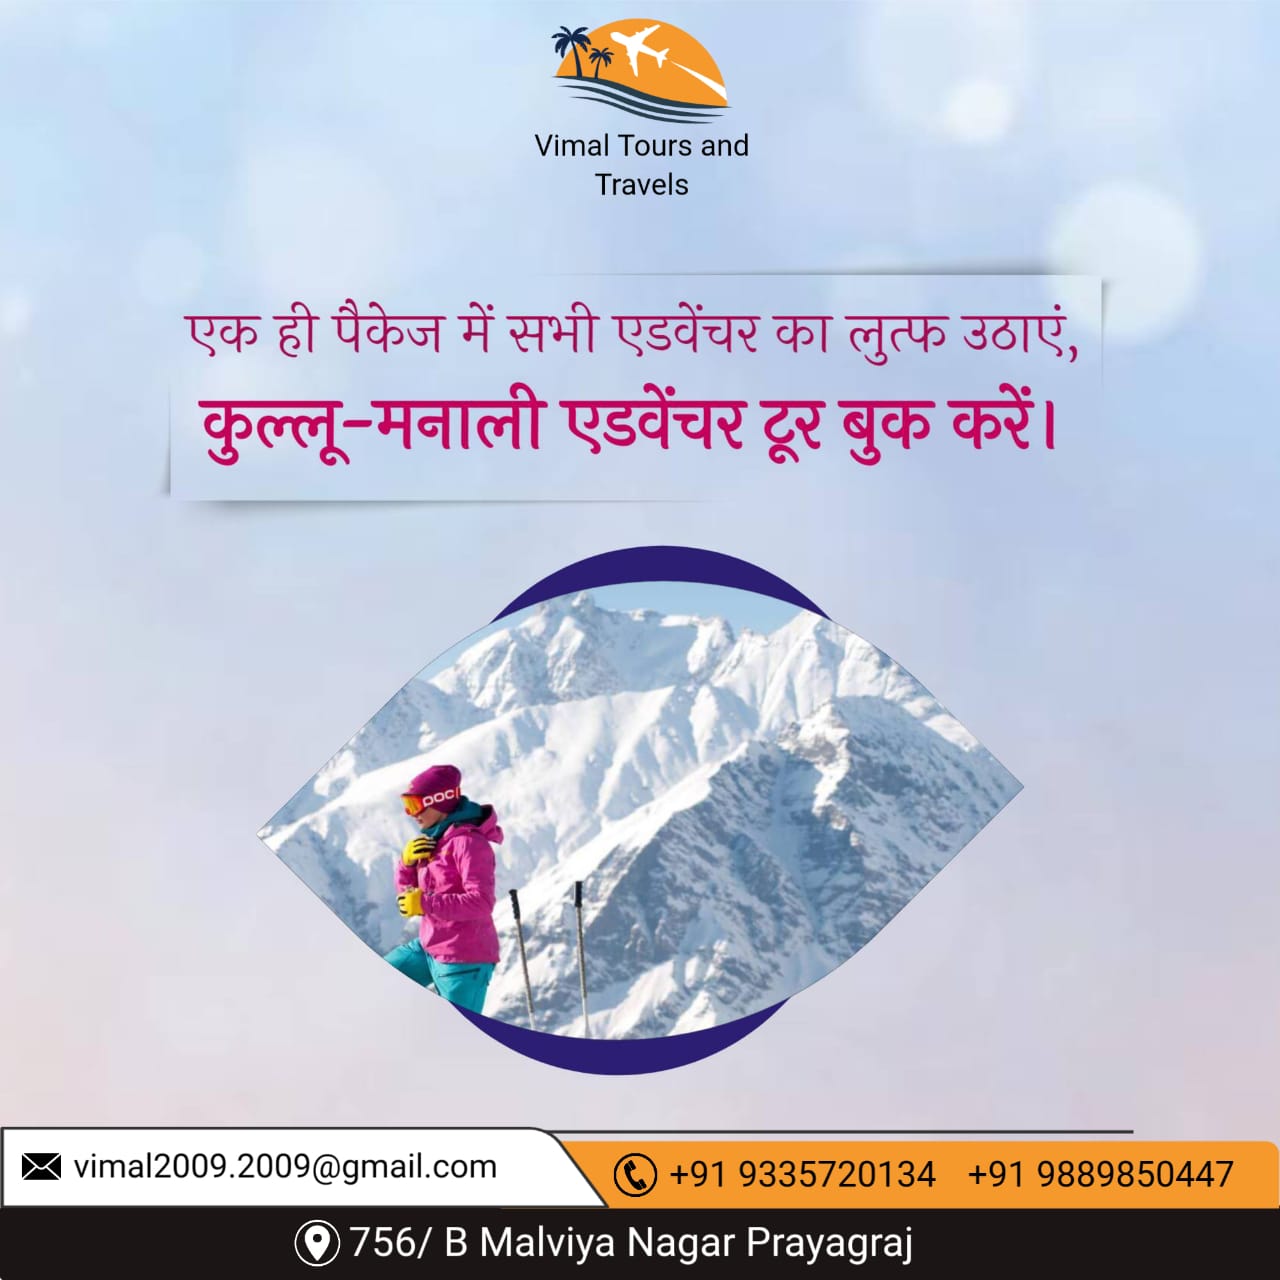 Vimal Tours and
Travels
एक ही पैकेज में सभी एडवेंचर का लुत्फ उठाएं,
कुल्लू-मनाली एडवेंचर टूर बुक करें।
POC
vimal2009.2009@gmail.com
+91 9335720134 +91 9889850447
756/ B Malviya Nagar Prayagraj